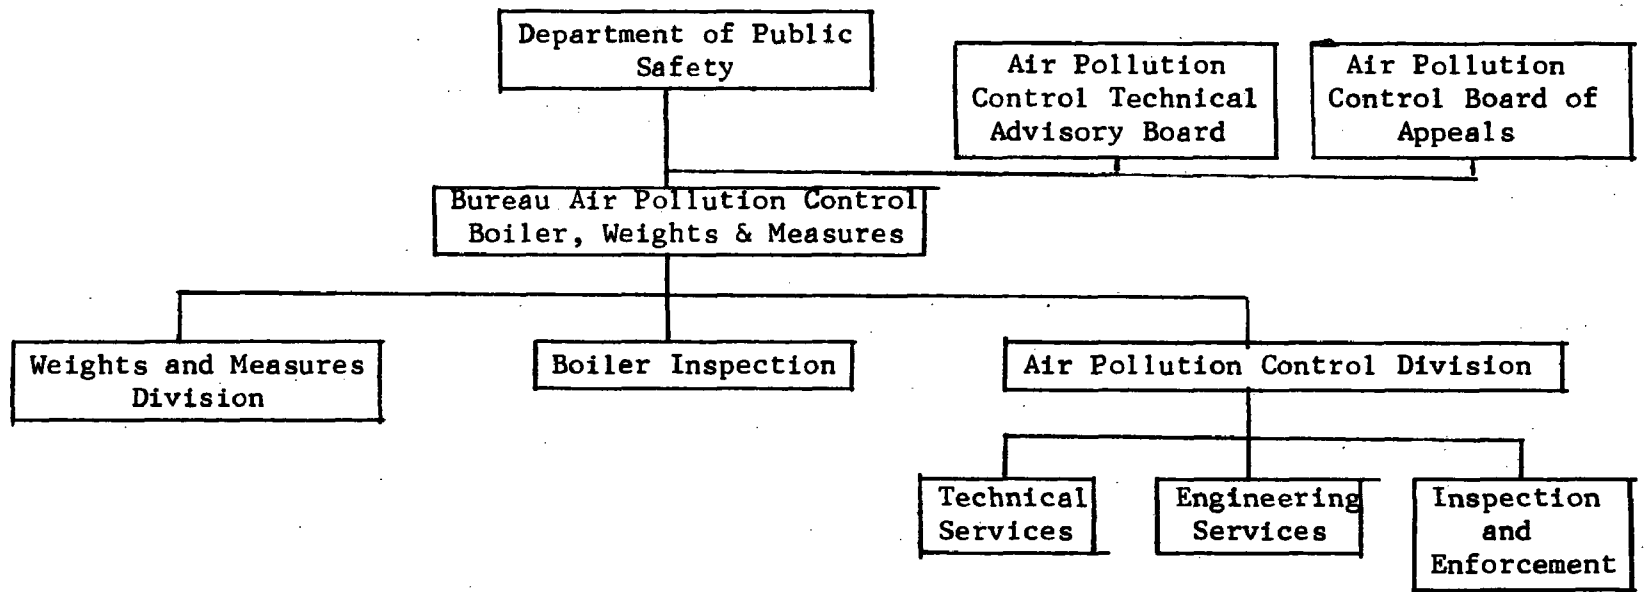 Department of Public
Safety
Air Pollution
Control Technical
Advisory Board
Air Pollution
Control Board of
Appeals
Bureau Air Pollution Control
Boiler, Weights & Measures
Weights and Measures
Division
Boiler Inspection
Air Pollution Control Division
Technical
Services
Engineering
Services
Inspection
and
Enforcement